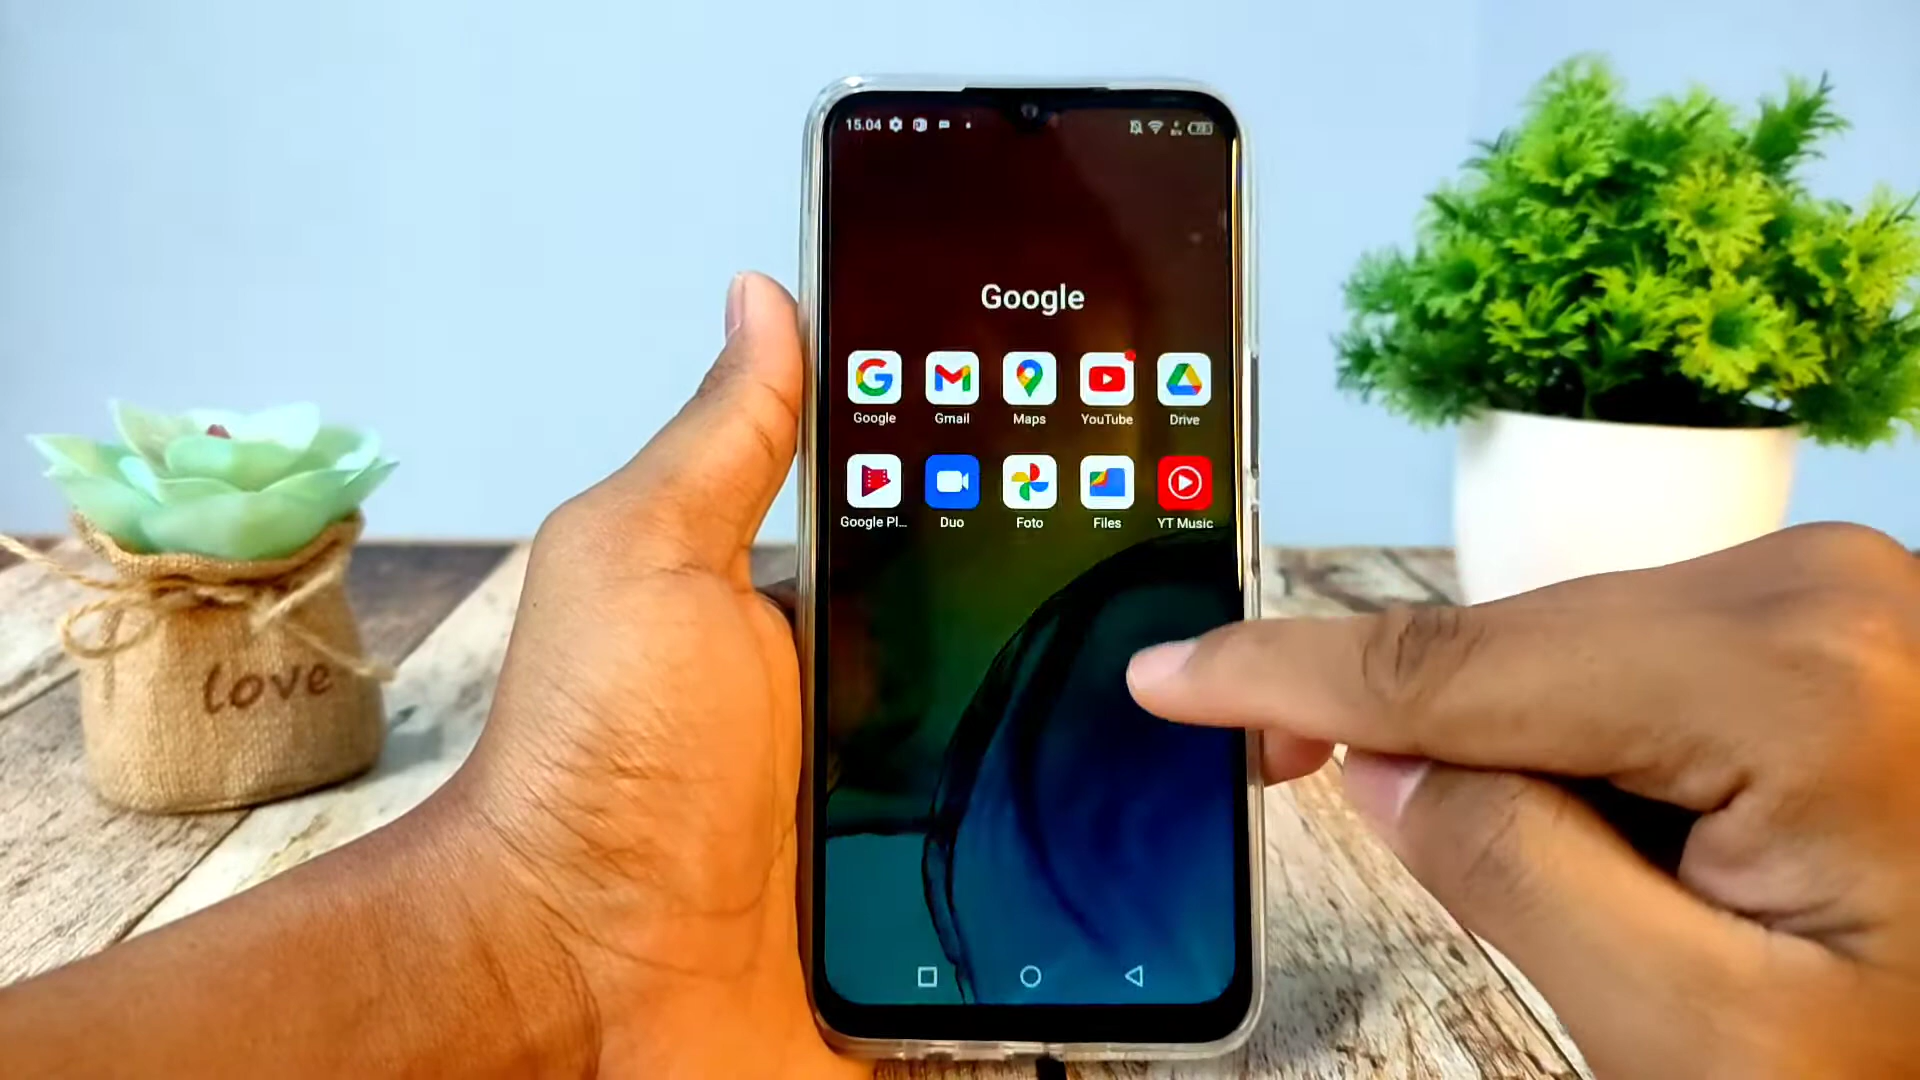 15.04
Google
Google Gmail Maps YouTube Drive
Google Pl... Duo Foto Files YT Music
love